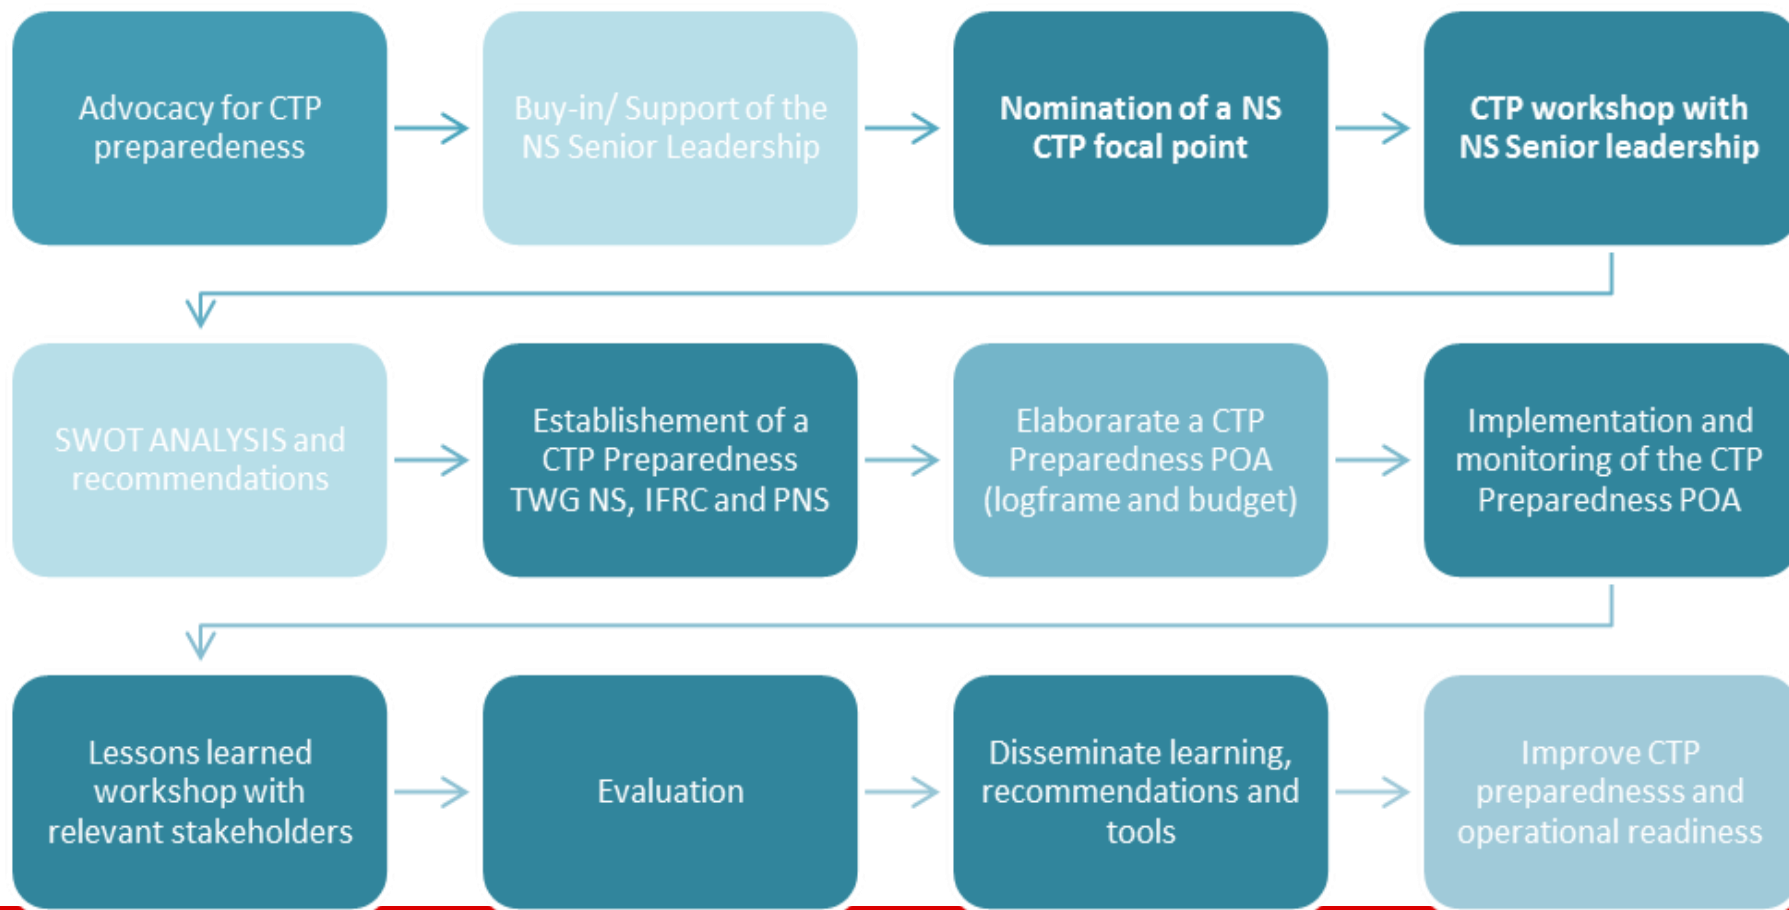 Advocacy for CTP
preparedeness
Buy-in/ Support of the
NS Senior Leadership
Nomination of a NS
CTP focal point
CTP workshop with
NS Senior leadership
SWOT ANALYSIS and
recommendations
Establishement of a
CTP Preparedness
TWG NS, IFRC and PNS
Elaborarate a CTP
Preparedness POA
(logframe and budget)
Implementation and
monitoring of the CTP
Preparedness POA
Lessons learned
workshop with
relevant stakeholders
Evaluation
Disseminate learning,
recommendations and
tools
Improve CTP
preparednesss and
operational readiness